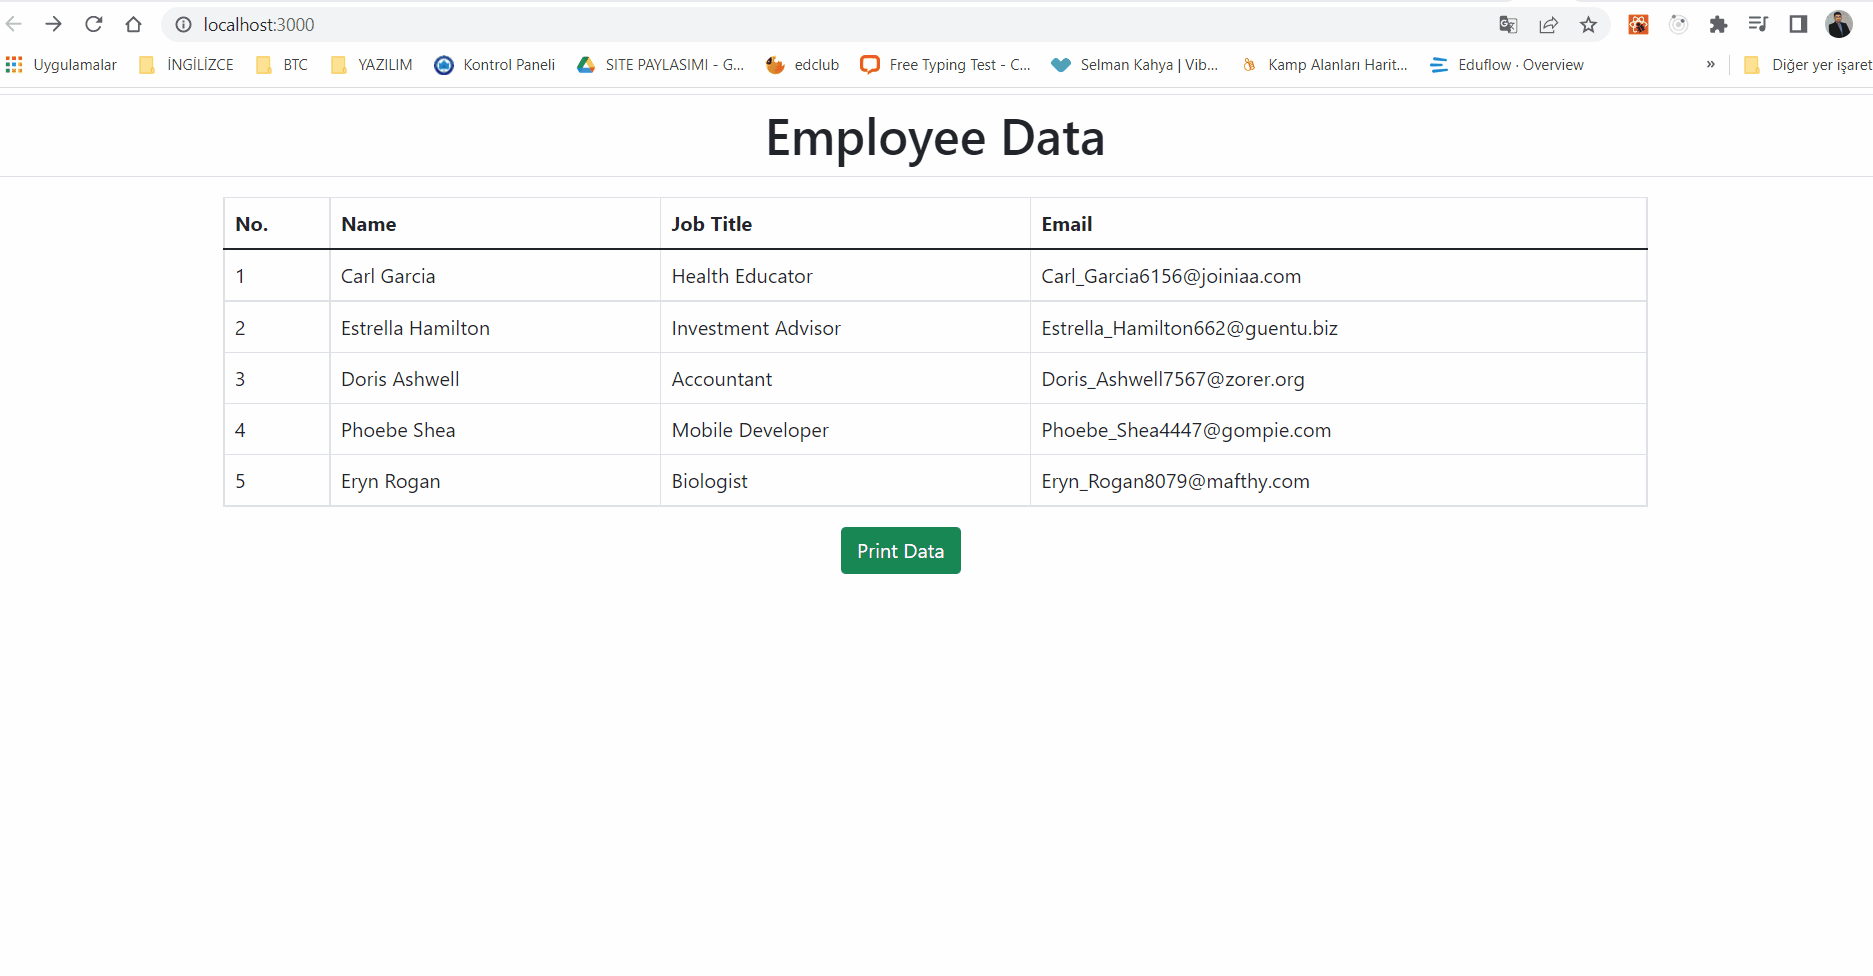 localhost:3000
Uygulamalar İNGİLİZCE BTC YAZILIM Kontrol Paneli SITE PAYLASIMI - G... edclub Free Typing Test - C... Selman Kahya | Vib... Kamp Alanları Harit... Eduflow · Overview » Diğer yer işaret
Employee Data
No. Name Job Title Email
1 Carl Garcia Health Educator Carl_Garcia6156@joiniaa.com
2 Estrella Hamilton Investment Advisor Estrella_Hamilton662@guentu.biz
3 Doris Ashwell Accountant Doris_Ashwell7567@zorer.org
4 Phoebe Shea Mobile Developer Phoebe_Shea4447@gompie.com
5 Eryn Rogan Biologist Eryn_Rogan8079@mafthy.com
Print Data